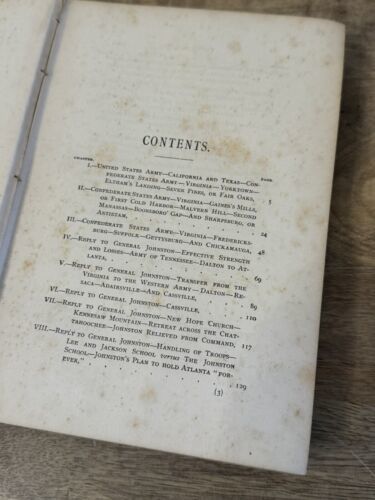 CONTENTS.
CHAPTER. PAGE.
I.—United States Army—California and Texas—Con-
federate States Army—Virginia—Yorktown—
Eltham's Landing—Seven Pines, or Fair Oaks, 5
II.—Confederate States Army—Virginia—Gaines's Mills,
or First Cold Harbor—Malvern Hill—Second
Manassas—Boonsboro' Gap—And Sharpsburg, or
Antietam, 24
III.—Confederate States Army—Virginia—Fredericks-
burg—Suffolk—Gettysburg—And Chickamauga, 48
IV.—Reply to General Johnston—Effective Strength
and Losses—Army of Tennessee—Dalton to At-
lanta, 69
V.—Reply to General Johnston—Transfer from the
Virginia to the Western Army—Dalton—Re-
saca—Adairsville—And Cassville, 89
VI.—Reply to General Johnston—Cassville, 110
VII.—Reply to General Johnston—New Hope Church—
Kennesaw Mountain—Retreat across the Chat-
tahoochee—Johnston Relieved from Command, 117
VIII.—Reply to General Johnston—Handling of Troops—
Lee and Jackson School versus The Johnston
School—Johnston's Plan to hold Atlanta "for-
ever," 129
(3)